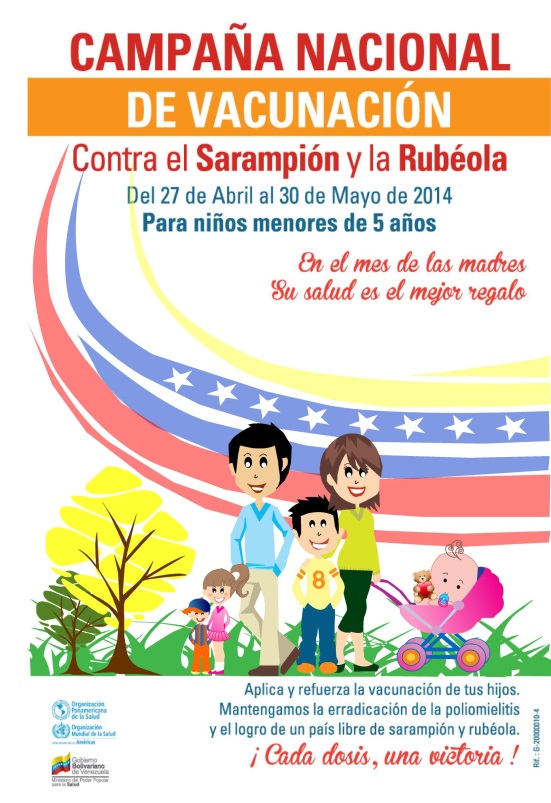 CAMPAÑA NACIONAL
DE VACUNACIÓN
Contra el Sarampión y la Rubéola
Del 27 de Abril al 30 de Mayo de 2014
Para niños menores de 5 años
En el mes de las madres
Su salud es el mejor regalo
8
Aplica y refuerza la vacunación de tus hijos.
Mantengamos la erradicación de la poliomielitis
y el logro de un país libre de sarampión y rubéola.
¡ Cada dosis, una victoria !
Rif.: G-20000010-4
Organización
Panamericana
de la Salud
Organización
Mundial de la Salud
Américas
Gobierno
Bolivariano
de Venezuela
Ministerio del Poder Popular
para la Salud